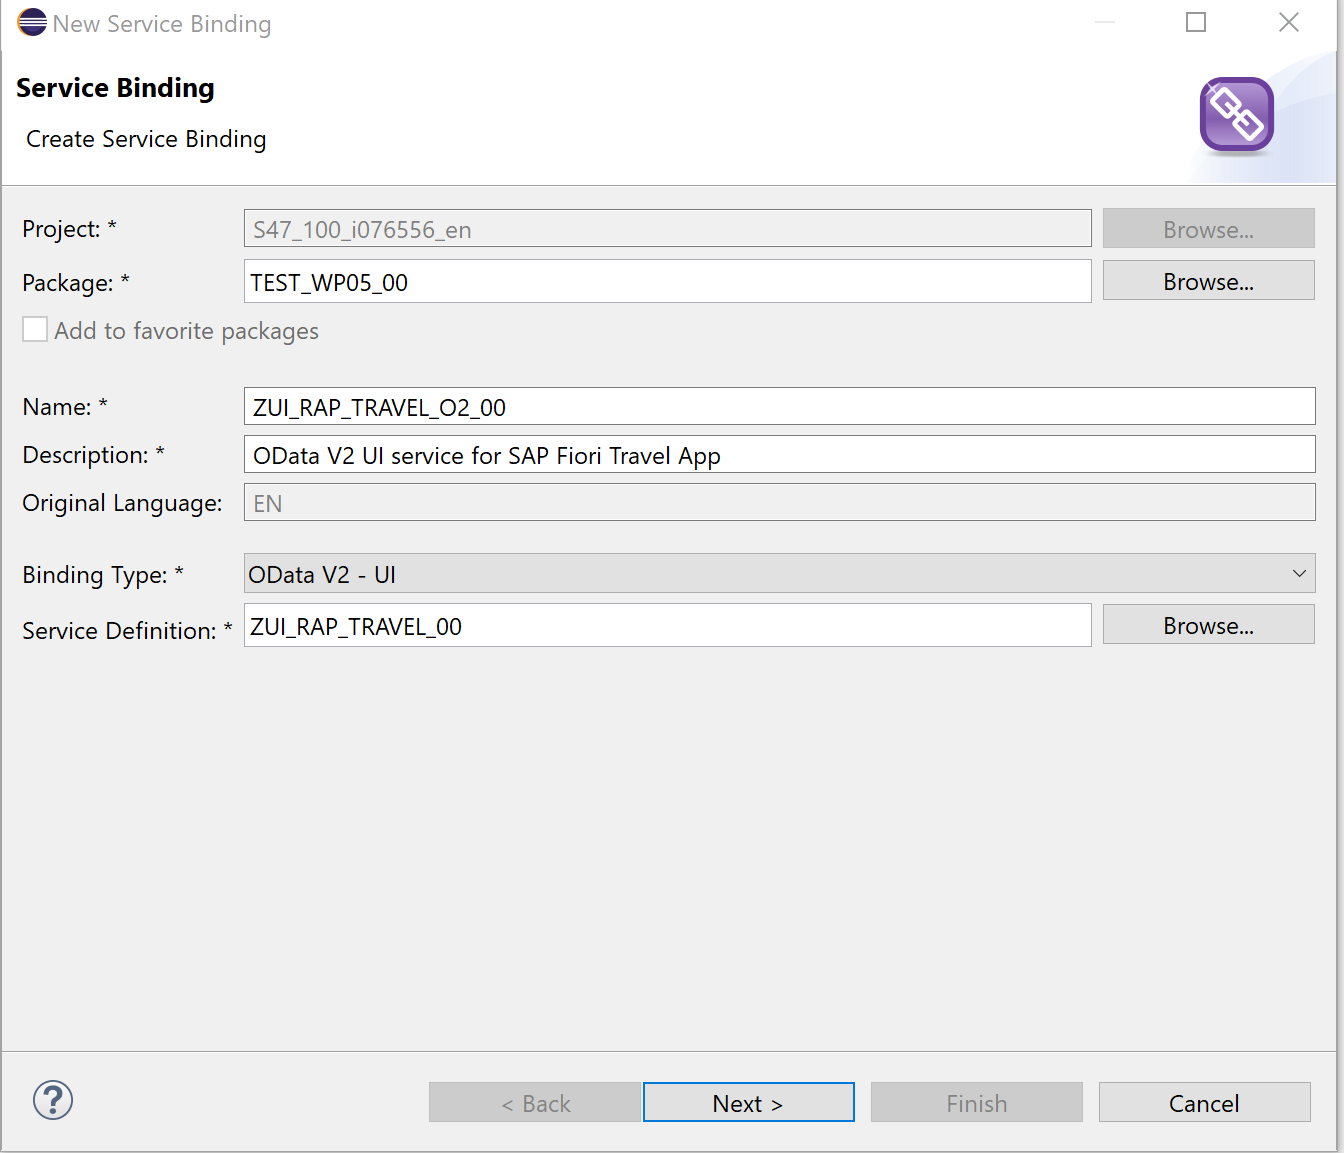 New Service Binding
Service Binding
Create Service Binding
Project: * S47_100_i076556_en Browse...
Package: * TEST_WP05_00 Browse...
Add to favorite packages
Name: * ZUI_RAP_TRAVEL_O2_00
Description: * OData V2 UI service for SAP Fiori Travel App
Original Language: EN
Binding Type: * OData V2 - UI
Service Definition: * ZUI_RAP_TRAVEL_00 Browse...
? < Back Next > Finish Cancel